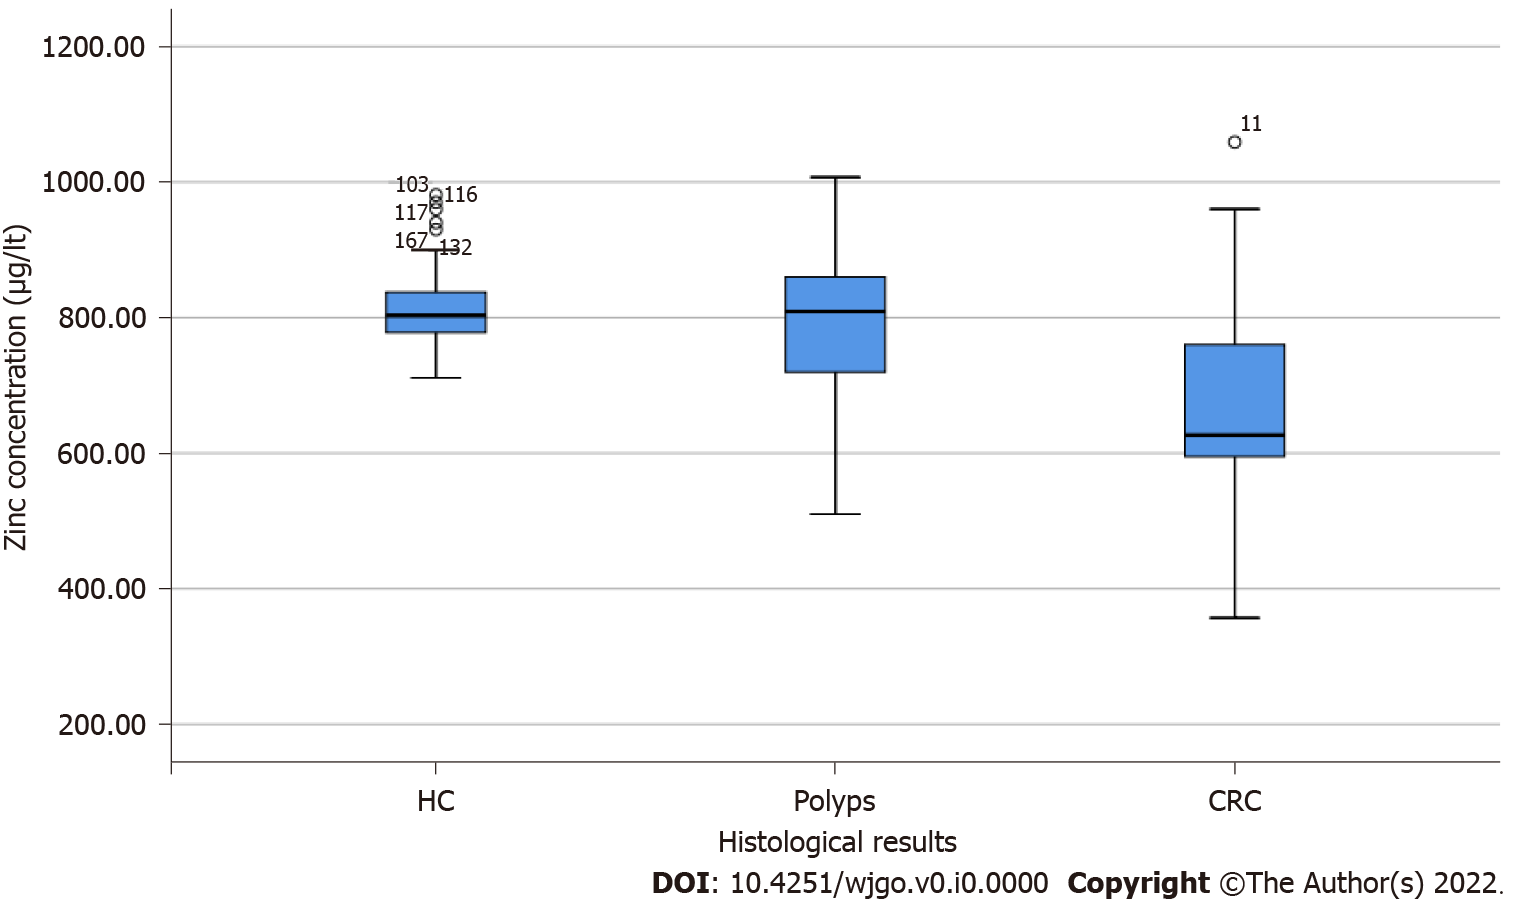 1200.00
1000.00
800.00
600.00
400.00
200.00
Zinc concentration (µg/lt)
103
116
117
167
132
11
HC
Polyps
CRC
Histological results
DOI: 10.4251/wjgo.v0.i0.0000 Copyright ©The Author(s) 2022.